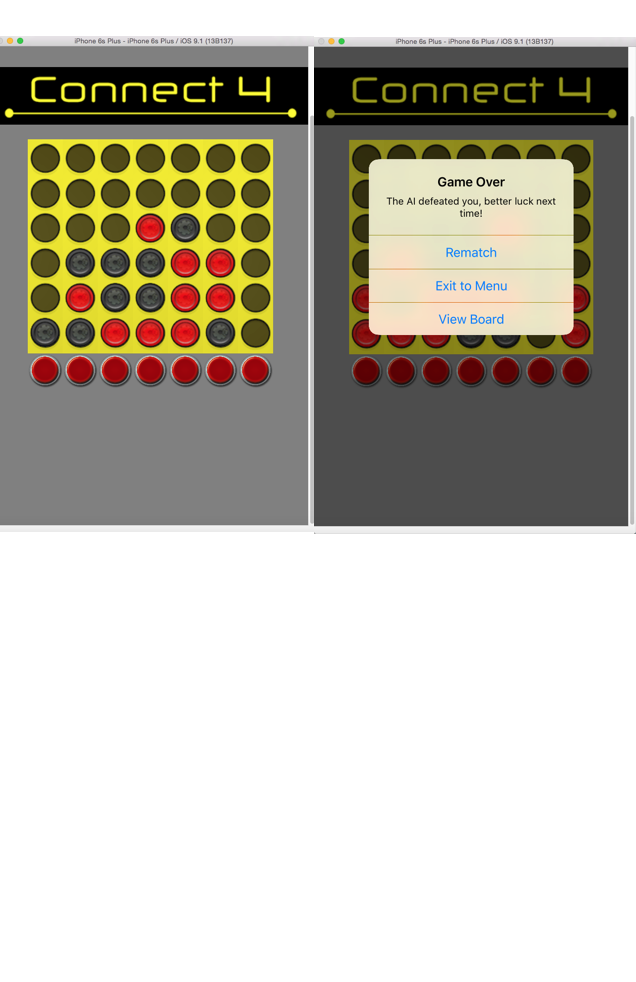 iPhone 6s Plus - iPhone 6s Plus / iOS 9.1 (13B137)
Connect 4
iPhone 6s Plus - iPhone 6s Plus / iOS 9.1 (13B137)
Connect 4
Game Over
The AI defeated you, better luck next
time!
Rematch
Exit to Menu
View Board